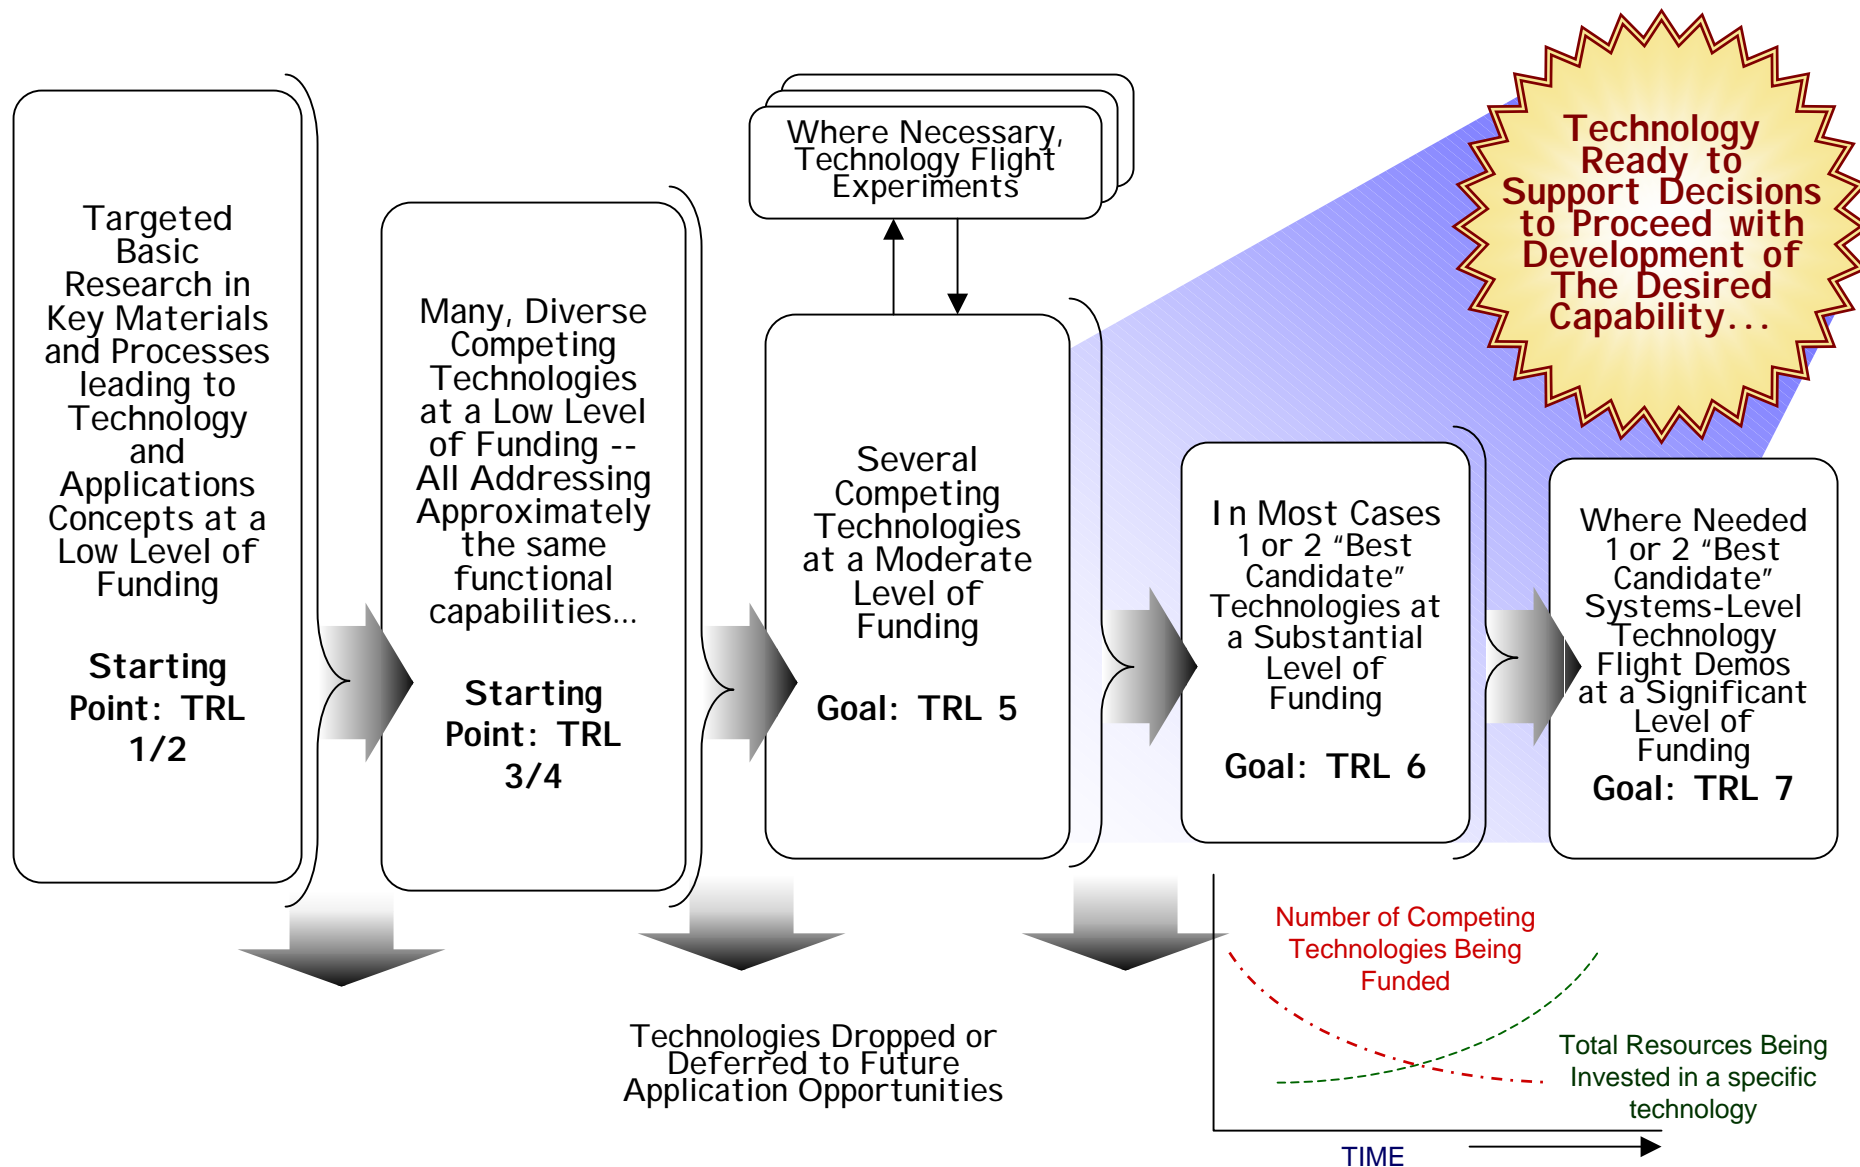 Targeted
Basic
Research in
Key Materials
and Processes
leading to
Technology
and
Applications
Concepts at a
Low Level of
Funding
Starting
Point: TRL
1/2
Many, Diverse
Competing
Technologies
at a Low Level
of Funding --
All Addressing
Approximately
the same
functional
capabilities...
Starting
Point: TRL
3/4
Where Necessary,
Technology Flight
Experiments
Several
Competing
Technologies
at a Moderate
Level of
Funding
Goal: TRL 5
In Most Cases
1 or 2 "Best
Candidate"
Technologies at
a Substantial
Level of
Funding
Goal: TRL 6
Where Needed
1 or 2 "Best
Candidate"
Systems-Level
Technology
Flight Demos
at a Significant
Level of
Funding
Goal: TRL 7
Technology
Ready to
Support Decisions
to Proceed with
Development of
The Desired
Capability...
Technologies Dropped or
Deferred to Future
Application Opportunities
Number of Competing
Technologies Being
Funded
Total Resources Being
Invested in a specific
technology
TIME